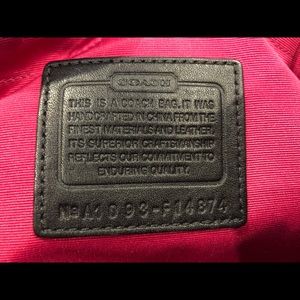 COACH
THIS IS A COACH BAG. IT WAS
HANDCRAFTED IN CHINA FROM THE
FINEST MATERIALS AND LEATHER.
ITS SUPERIOR CRAFTSMANSHIP
REFLECTS OUR COMMITMENT TO
ENDURING QUALITY.
No A1093-F14874